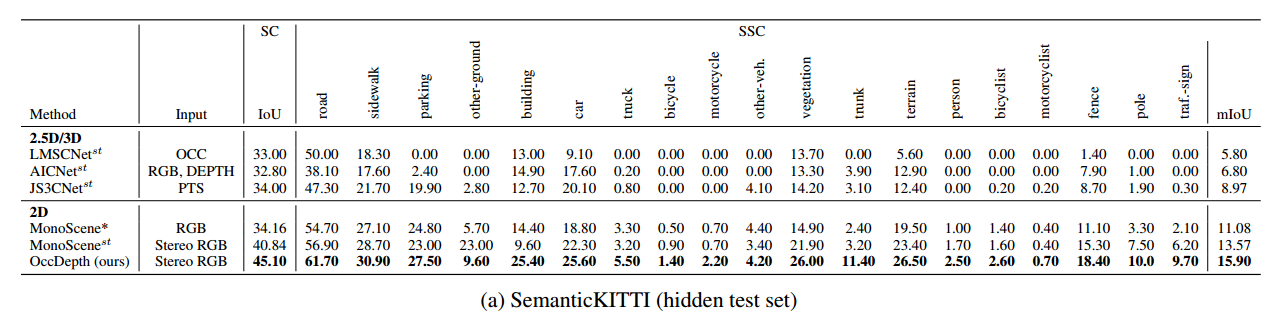 SC SSC
Method Input IoU road sidewalk parking other-ground building car truck bicycle motorcycle other-veh. vegetation trunk terrain person bicyclist motorcyclist fence pole traf.-sign mIoU
2.5D/3D
LMSCNet^st OCC 33.00 50.00 18.30 0.00 0.00 13.00 9.10 0.00 0.00 0.00 0.00 13.70 0.00 5.60 0.00 0.00 0.00 1.40 0.00 0.00 5.80
AICNet^st RGB, DEPTH 32.80 38.10 17.60 2.40 0.00 14.90 17.60 0.20 0.00 0.00 0.00 13.30 3.90 12.90 0.00 0.00 0.00 7.90 1.00 0.00 6.80
JS3CNet^st PTS 34.00 47.30 21.70 19.90 2.80 12.70 20.10 0.80 0.00 0.00 4.10 14.20 3.10 12.40 0.00 0.20 0.20 8.70 1.90 0.30 8.97
2D
MonoScene* RGB 34.16 54.70 27.10 24.80 5.70 14.40 18.80 3.30 0.50 0.70 4.40 14.90 2.40 19.50 1.00 1.40 0.40 11.10 3.30 2.10 11.08
MonoScene^st Stereo RGB 40.84 56.90 28.70 23.00 23.00 9.60 22.30 3.20 0.90 0.70 3.40 21.90 3.20 23.40 1.70 1.60 0.40 15.30 7.50 6.20 13.57
OccDepth (ours) Stereo RGB 45.10 61.70 30.90 27.50 9.60 25.40 25.60 5.50 1.40 2.20 4.20 26.00 11.40 26.50 2.50 2.60 0.70 18.40 10.0 9.70 15.90
(a) SemanticKITTI (hidden test set)